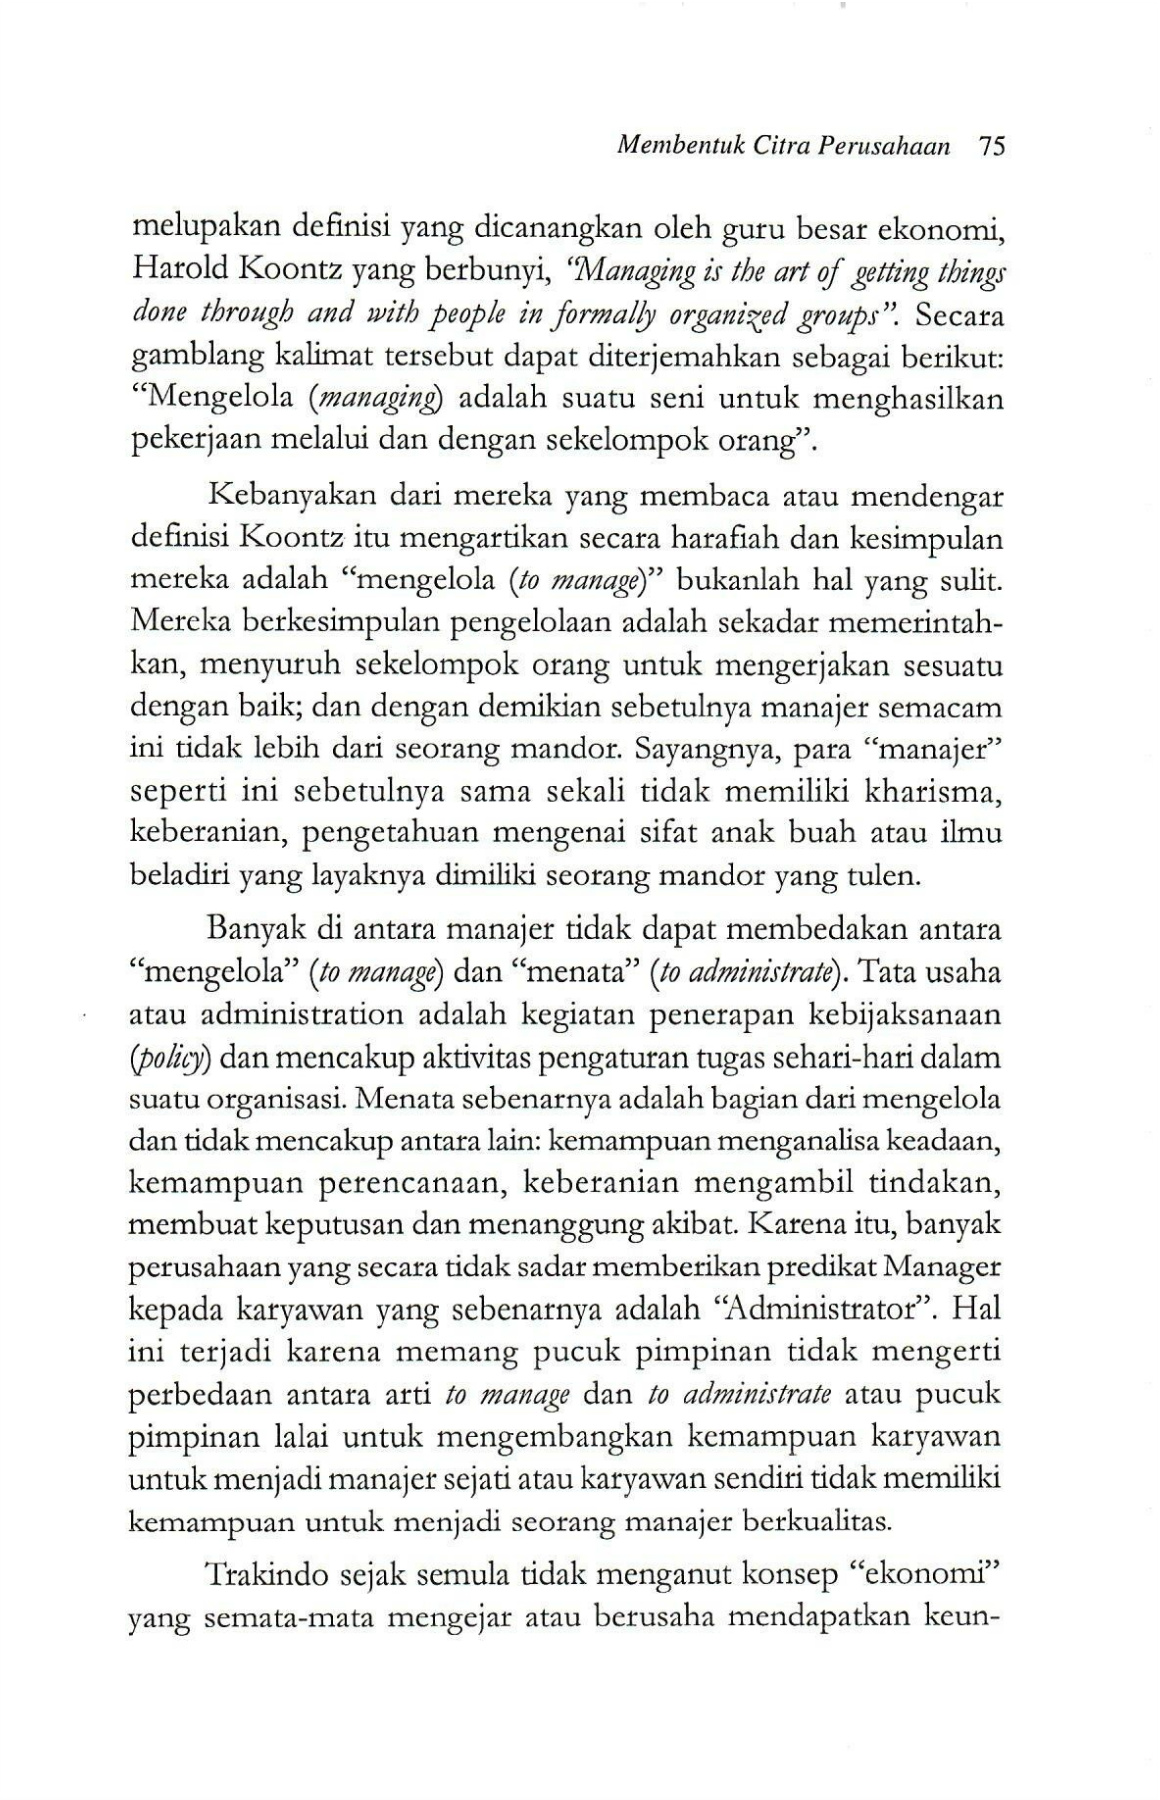 Membentuk Citra Perusahaan 75
melupakan definisi yang dicanangkan oleh guru besar ekonomi,
Harold Koontz yang berbunyi, “Managing is the art of getting things
done through and with people in formally organized groups”. Secara
gamblang kalimat tersebut dapat diterjemahkan sebagai berikut:
“Mengelola (managing) adalah suatu seni untuk menghasilkan
pekerjaan melalui dan dengan sekelompok orang”.
Kebanyakan dari mereka yang membaca atau mendengar
definisi Koontz itu mengartikan secara harafiah dan kesimpulan
mereka adalah “mengelola (to manage)” bukanlah hal yang sulit.
Mereka berkesimpulan pengelolaan adalah sekadar memerintah-
kan, menyuruh sekelompok orang untuk mengerjakan sesuatu
dengan baik; dan dengan demikian sebetulnya manajer semacam
ini tidak lebih dari seorang mandor. Sayangnya, para “manajer”
seperti ini sebetulnya sama sekali tidak memiliki kharisma,
keberanian, pengetahuan mengenai sifat anak buah atau ilmu
beladiri yang layaknya dimiliki seorang mandor yang tulen.
Banyak di antara manajer tidak dapat membedakan antara
“mengelola” (to manage) dan “menata” (to administrate). Tata usaha
atau administration adalah kegiatan penerapan kebijaksanaan
(policy) dan mencakup aktivitas pengaturan tugas sehari-hari dalam
suatu organisasi. Menata sebenarnya adalah bagian dari mengelola
dan tidak mencakup antara lain: kemampuan menganalisa keadaan,
kemampuan perencanaan, keberanian mengambil tindakan,
membuat keputusan dan menanggung akibat. Karena itu, banyak
perusahaan yang secara tidak sadar memberikan predikat Manager
kepada karyawan yang sebenarnya adalah “Administrator”. Hal
ini terjadi karena memang pucuk pimpinan tidak mengerti
perbedaan antara arti to manage dan to administrate atau pucuk
pimpinan lalai untuk mengembangkan kemampuan karyawan
untuk menjadi manajer sejati atau karyawan sendiri tidak memiliki
kemampuan untuk menjadi seorang manajer berkualitas.
Trakindo sejak semula tidak menganut konsep “ekonomi”
yang semata-mata mengejar atau berusaha mendapatkan keun-